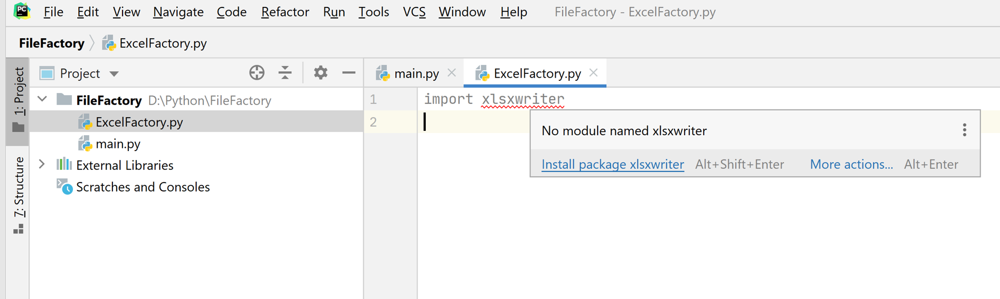 PC File Edit View Navigate Code Refactor Run Tools VCS Window Help FileFactory - ExcelFactory.py
FileFactory ExcelFactory.py
1: Project
7: Structure
Project
FileFactory D:\Python\FileFactory
ExcelFactory.py
main.py
External Libraries
Scratches and Consoles
main.py ExcelFactory.py
1 import xlsxwriter
2
No module named xlsxwriter
Install package xlsxwriter Alt+Shift+Enter More actions... Alt+Enter